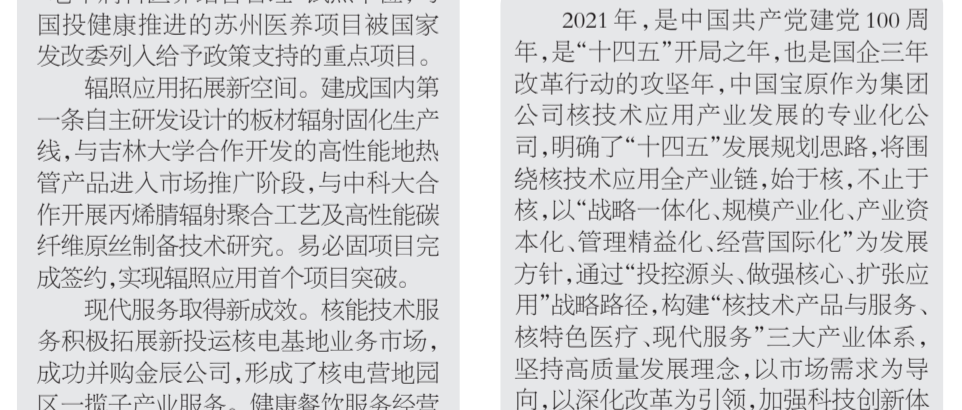 国投健康推进的苏州医养项目被国家
发改委列入给予政策支持的重点项目。
辐照应用拓展新空间。建成国内第
一条自主研发设计的板材辐射固化生产
线,与吉林大学合作开发的高性能地热
管产品进入市场推广阶段,与中科大合
作开展丙烯腈辐射聚合工艺及高性能碳
纤维原丝制备技术研究。易必固项目完
成签约,实现辐照应用首个项目突破。
现代服务取得新成效。核能技术服
务积极拓展新投运核电基地业务市场,
成功并购金辰公司,形成了核电营地园
区一揽子产业服务。健康餐饮服务经营
2021年,是中国共产党建党100周
年,是“十四五”开局之年,也是国企三年
改革行动的攻坚年,中国宝原作为集团
公司核技术应用产业发展的专业化公
司,明确了“十四五”发展规划思路,将围
绕核技术应用全产业链,始于核,不止于
核,以“战略一体化、规模产业化、产业资
本化、管理精益化、经营国际化”为发展
方针,通过“投控源头、做强核心、扩张应
用”战略路径,构建“核技术产品与服务、
核特色医疗、现代服务”三大产业体系,
坚持高质量发展理念,以市场需求为导
向,以深化改革为引领,加强科技创新体